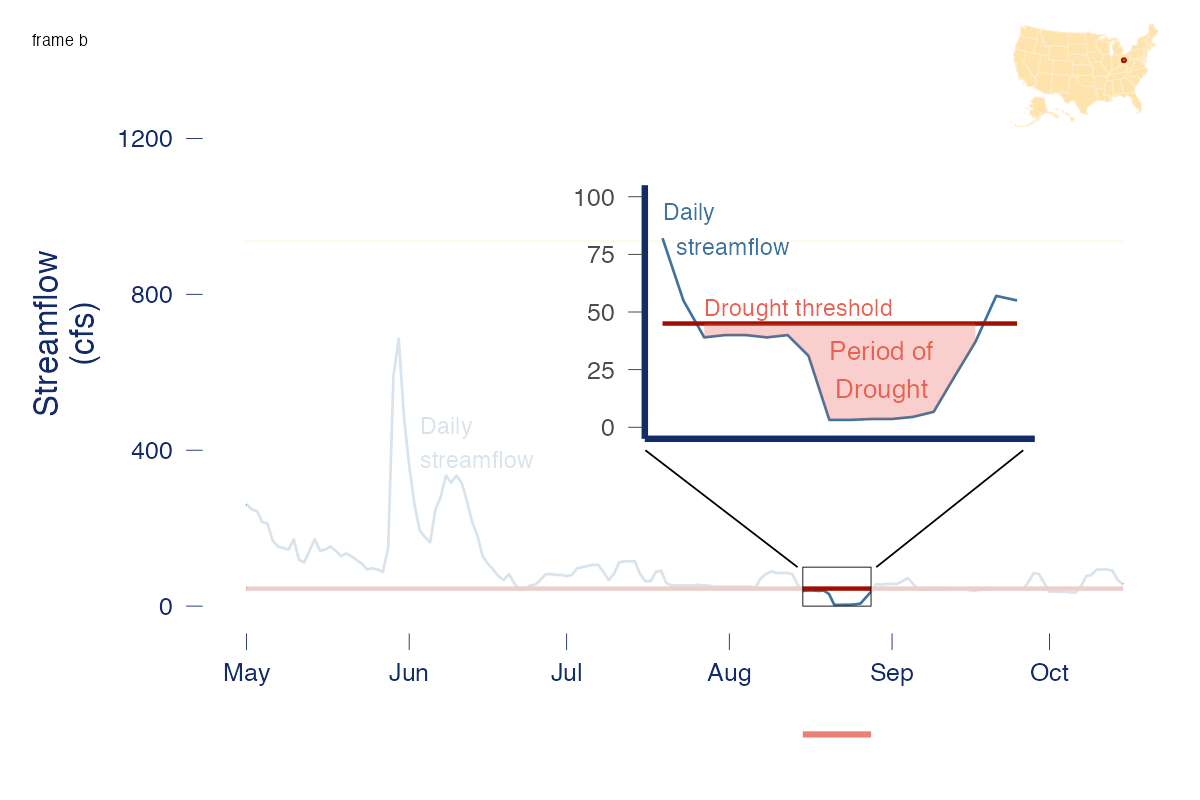 frame b
1200
800
400
0
Streamflow
(cfs)
100
75
50
25
0
Daily
streamflow
Drought threshold
Period of
Drought
Daily
streamflow
May
Jun
Jul
Aug
Sep
Oct